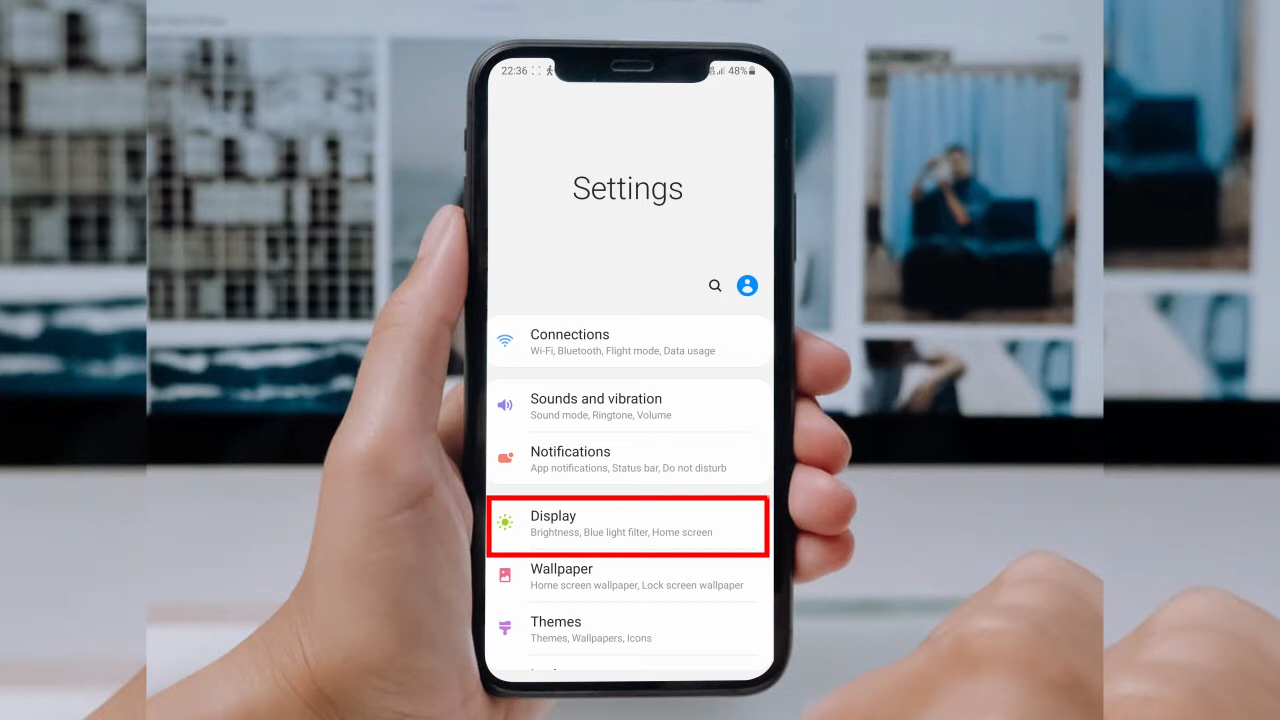 22:36
48%
Settings
Connections
Wi-Fi, Bluetooth, Flight mode, Data usage
Sounds and vibration
Sound mode, Ringtone, Volume
Notifications
App notifications, Status bar, Do not disturb
Display
Brightness, Blue light filter, Home screen
Wallpaper
Home screen wallpaper, Lock screen wallpaper
Themes
Themes, Wallpapers, Icons